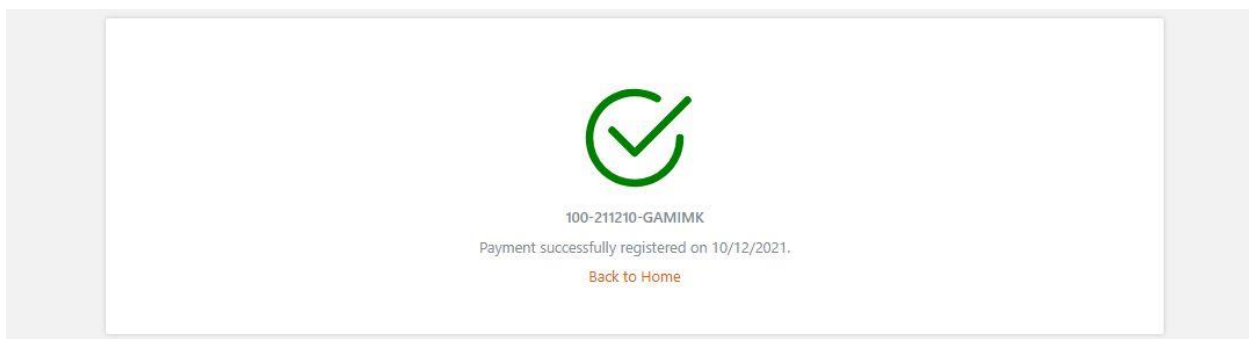 100-211210-GAMIMK
Payment successfully registered on 10/12/2021.
Back to Home